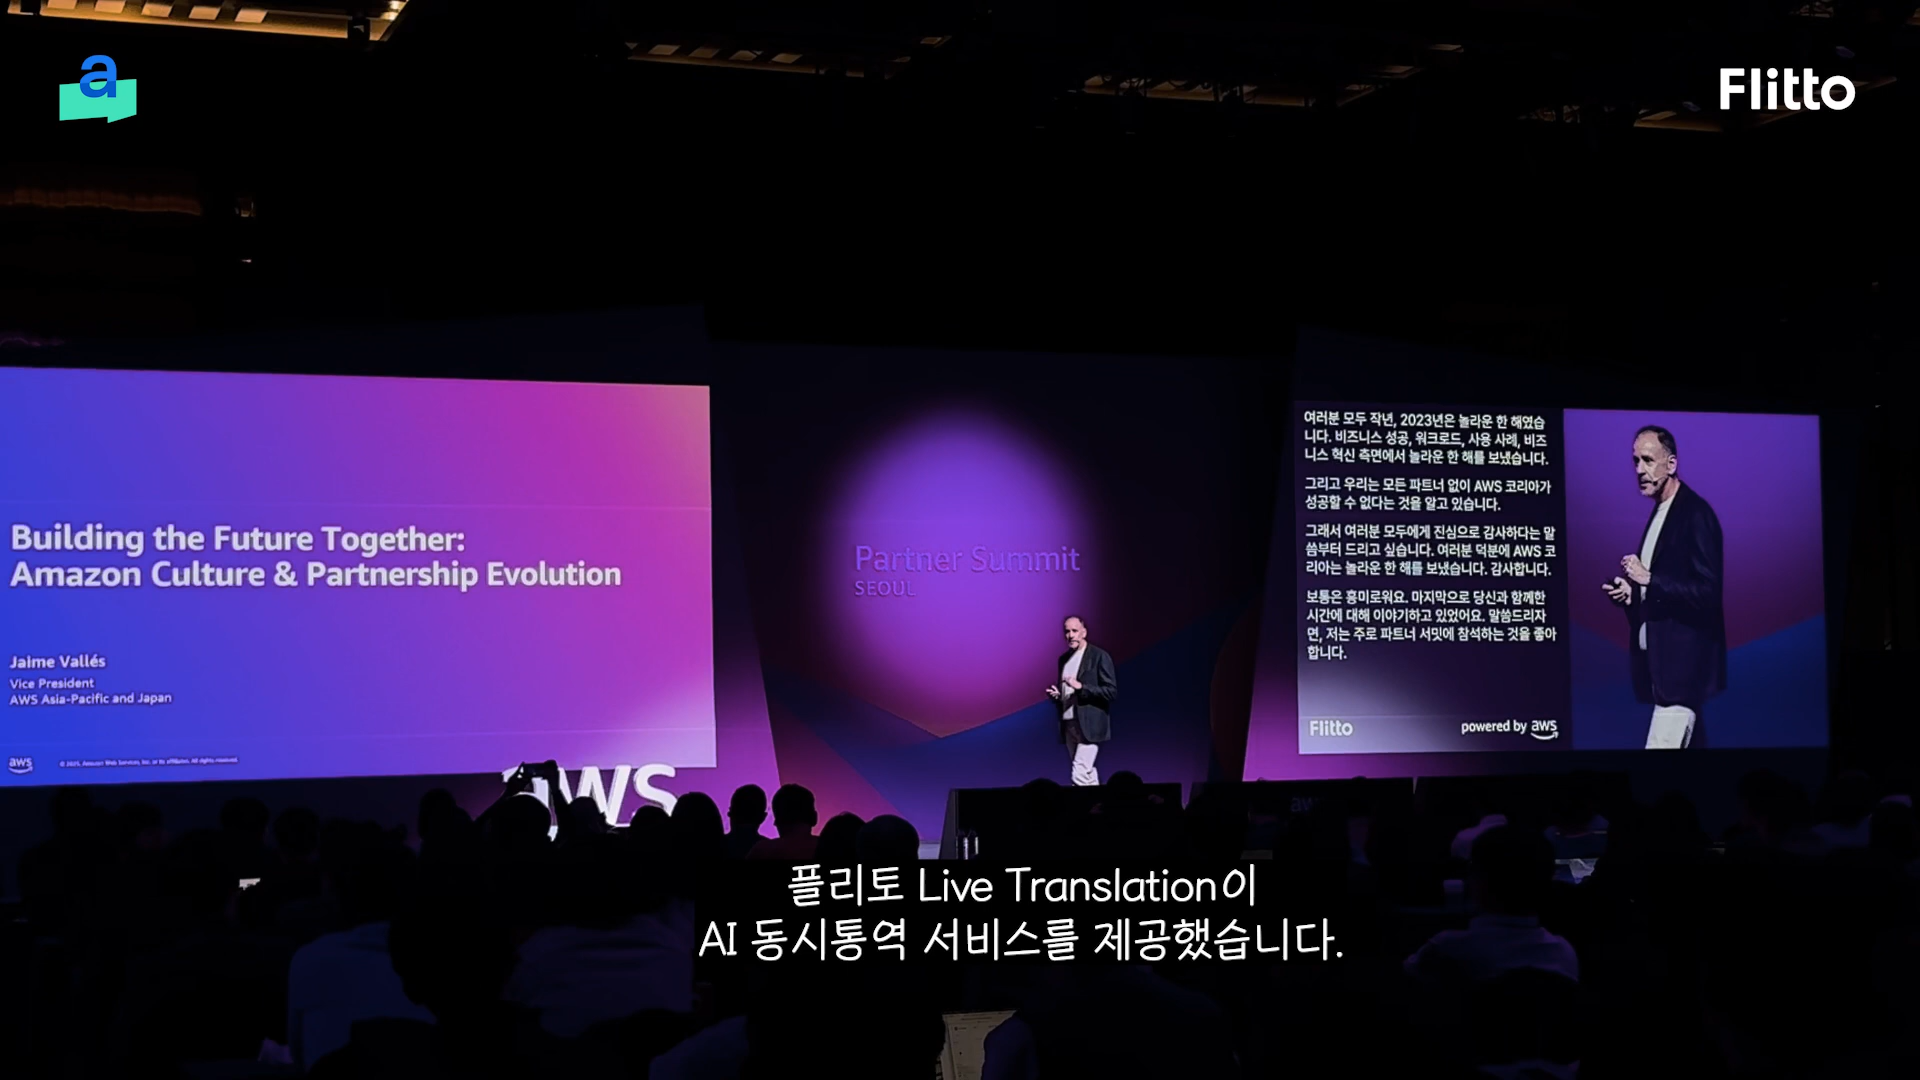 a
Flitto
Building the Future Together:
Amazon Culture & Partnership Evolution
Jaime Vallés
Vice President
AWS Asia-Pacific and Japan
aws
Partner Summit
SEOUL
여러분 모두 작년, 2023년은 놀라운 한 해였습
니다. 비즈니스 성공, 워크로드, 사용 사례, 비즈
니스 혁신 측면에서 놀라운 한 해를 보냈습니다.
그리고 우리는 모든 파트너 없이 AWS 코리아가
성공할 수 없다는 것을 알고 있습니다.
그래서 여러분 모두에게 진심으로 감사하다는 말
씀부터 드리고 싶습니다. 여러분 덕분에 AWS 코
리아는 놀라운 한 해를 보냈습니다. 감사합니다.
보통은 흥미로워요. 마지막으로 당신과 함께한
시간에 대해 이야기하고 있었어요. 말씀드리자
면, 저는 주로 파트너 서밋에 참석하는 것을 좋아
합니다.
Flitto
powered by aws
aws
플리토 Live Translation이
AI 동시통역 서비스를 제공했습니다.